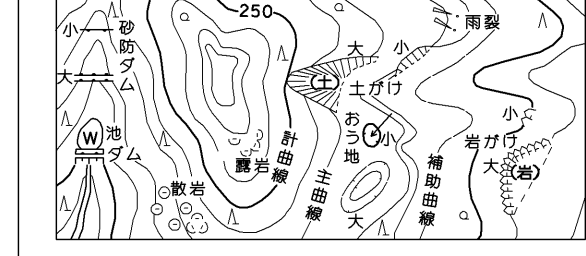 250
小 砂防ダム
大
雨裂
大 小
(土) 土がけ
小
W 池
ダム
おう地
小
岩がけ
大 (岩)
露岩
計曲線
主曲線
補助曲線
散岩
大